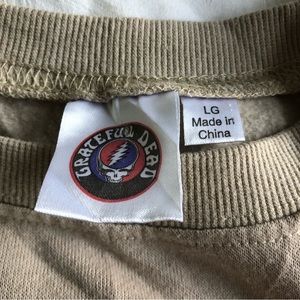 GRATEFUL DEAD
LG
Made in
China